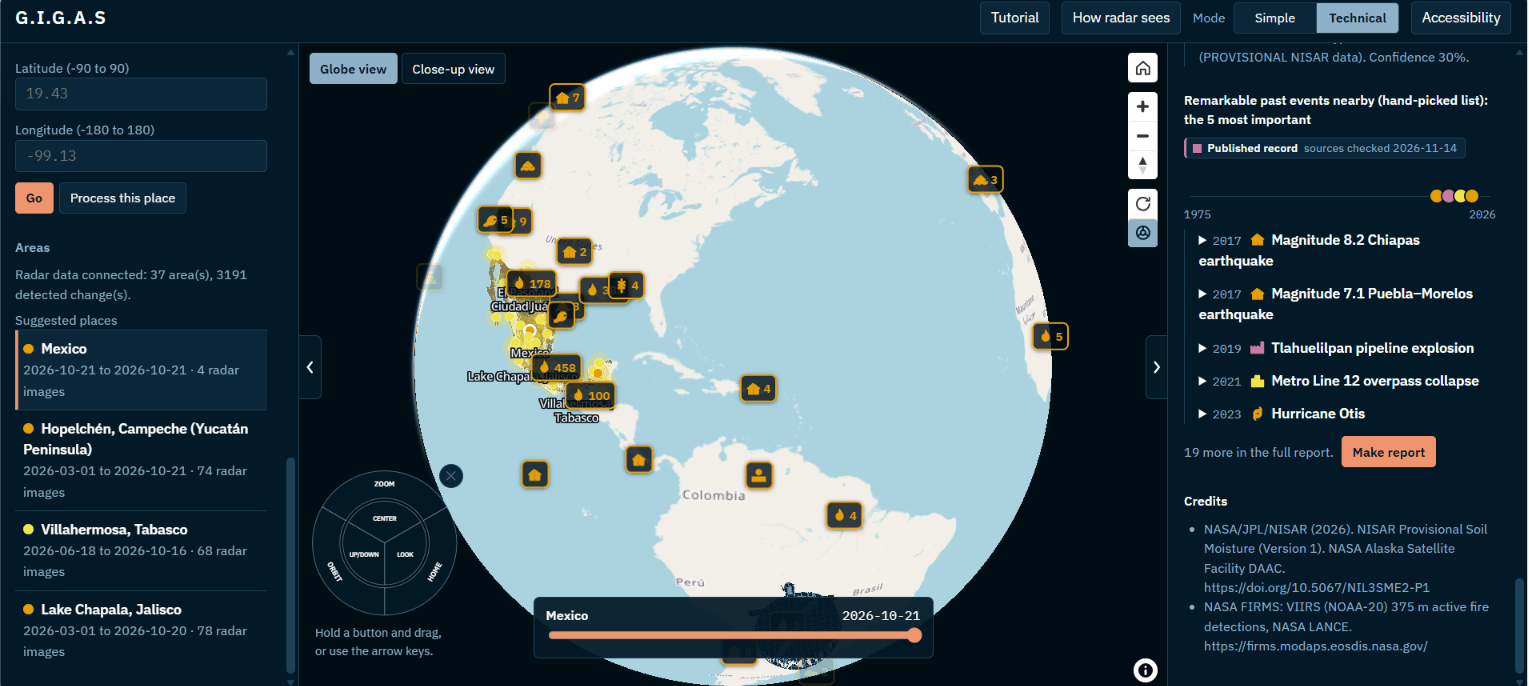 G.I.G.A.S
Tutorial
How radar sees
Mode
Simple
Technical
Accessibility
Latitude (-90 to 90)
19.43
Longitude (-180 to 180)
-99.13
Go
Process this place
Areas
Radar data connected: 37 area(s), 3191
detected change(s).
Suggested places
Mexico
2026-10-21 to 2026-10-21 · 4 radar
images
Hopelchén, Campeche (Yucatán
Peninsula)
2026-03-01 to 2026-10-21 · 74 radar
images
Villahermosa, Tabasco
2026-06-18 to 2026-10-16 · 68 radar
images
Lake Chapala, Jalisco
2026-03-01 to 2026-10-20 · 78 radar
images
Globe view
Close-up view
7
3
5
9
2
178
4
Ciudad Juá
Mexico
458
Lake Chapala, Jalisco
100
Tabasco
5
4
Colombia
4
Perú
Brasil
ZOOM
CENTER
UP/DOWN
LOOK
ORBIT
HOME
Hold a button and drag,
or use the arrow keys.
Mexico
2026-10-21
(PROVISIONAL NISAR data). Confidence 30%.
Remarkable past events nearby (hand-picked list):
the 5 most important
Published record sources checked 2026-11-14
1975
2026
2017 Magnitude 8.2 Chiapas
earthquake
2017 Magnitude 7.1 Puebla–Morelos
earthquake
2019 Tlahuelilpan pipeline explosion
2021 Metro Line 12 overpass collapse
2023 Hurricane Otis
19 more in the full report.
Make report
Credits
NASA/JPL/NISAR (2026). NISAR Provisional Soil
Moisture (Version 1). NASA Alaska Satellite
Facility DAAC.
https://doi.org/10.5067/NIL3SME2-P1
NASA FIRMS: VIIRS (NOAA-20) 375 m active fire
detections, NASA LANCE.
https://firms.modaps.eosdis.nasa.gov/